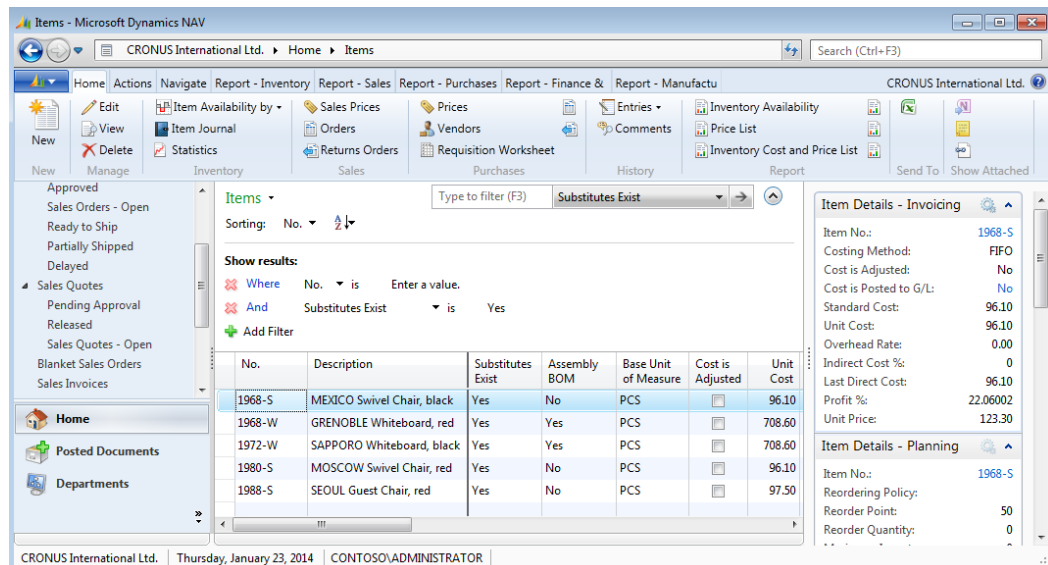 Items - Microsoft Dynamics NAV
CRONUS International Ltd. Home Items
Search (Ctrl+F3)
Home Actions Navigate Report - Inventory Report - Sales Report - Purchases Report - Finance & Report - Manufactu CRONUS International Ltd.
New
Edit
View
Delete
Item Availability by
Item Journal
Statistics
Sales Prices
Orders
Returns Orders
Prices
Vendors
Requisition Worksheet
Entries
Comments
Inventory Availability
Price List
Inventory Cost and Price List
New Manage Inventory Sales Purchases History Report Send To Show Attached
Approved
Sales Orders - Open
Ready to Ship
Partially Shipped
Delayed
Sales Quotes
Pending Approval
Released
Sales Quotes - Open
Blanket Sales Orders
Sales Invoices
Home
Posted Documents
Departments
Items
Type to filter (F3) Substitutes Exist
Sorting: No. A Z
Show results:
Where No. is Enter a value.
And Substitutes Exist is Yes
Add Filter
No. Description Substitutes Exist Assembly BOM Base Unit of Measure Cost is Adjusted Unit Cost
1968-S MEXICO Swivel Chair, black Yes No PCS 96.10
1968-W GRENOBLE Whiteboard, red Yes Yes PCS 708.60
1972-W SAPPORO Whiteboard, black Yes Yes PCS 708.60
1980-S MOSCOW Swivel Chair, red Yes No PCS 96.10
1988-S SEOUL Guest Chair, red Yes No PCS 97.50
Item Details - Invoicing
Item No.: 1968-S
Costing Method: FIFO
Cost is Adjusted: No
Cost is Posted to G/L: No
Standard Cost: 96.10
Unit Cost: 96.10
Overhead Rate: 0.00
Indirect Cost %: 0
Last Direct Cost: 96.10
Profit %: 22.06002
Unit Price: 123.30
Item Details - Planning
Item No.: 1968-S
Reordering Policy:
Reorder Point: 50
Reorder Quantity: 0
CRONUS International Ltd. Thursday, January 23, 2014 CONTOSO\ADMINISTRATOR